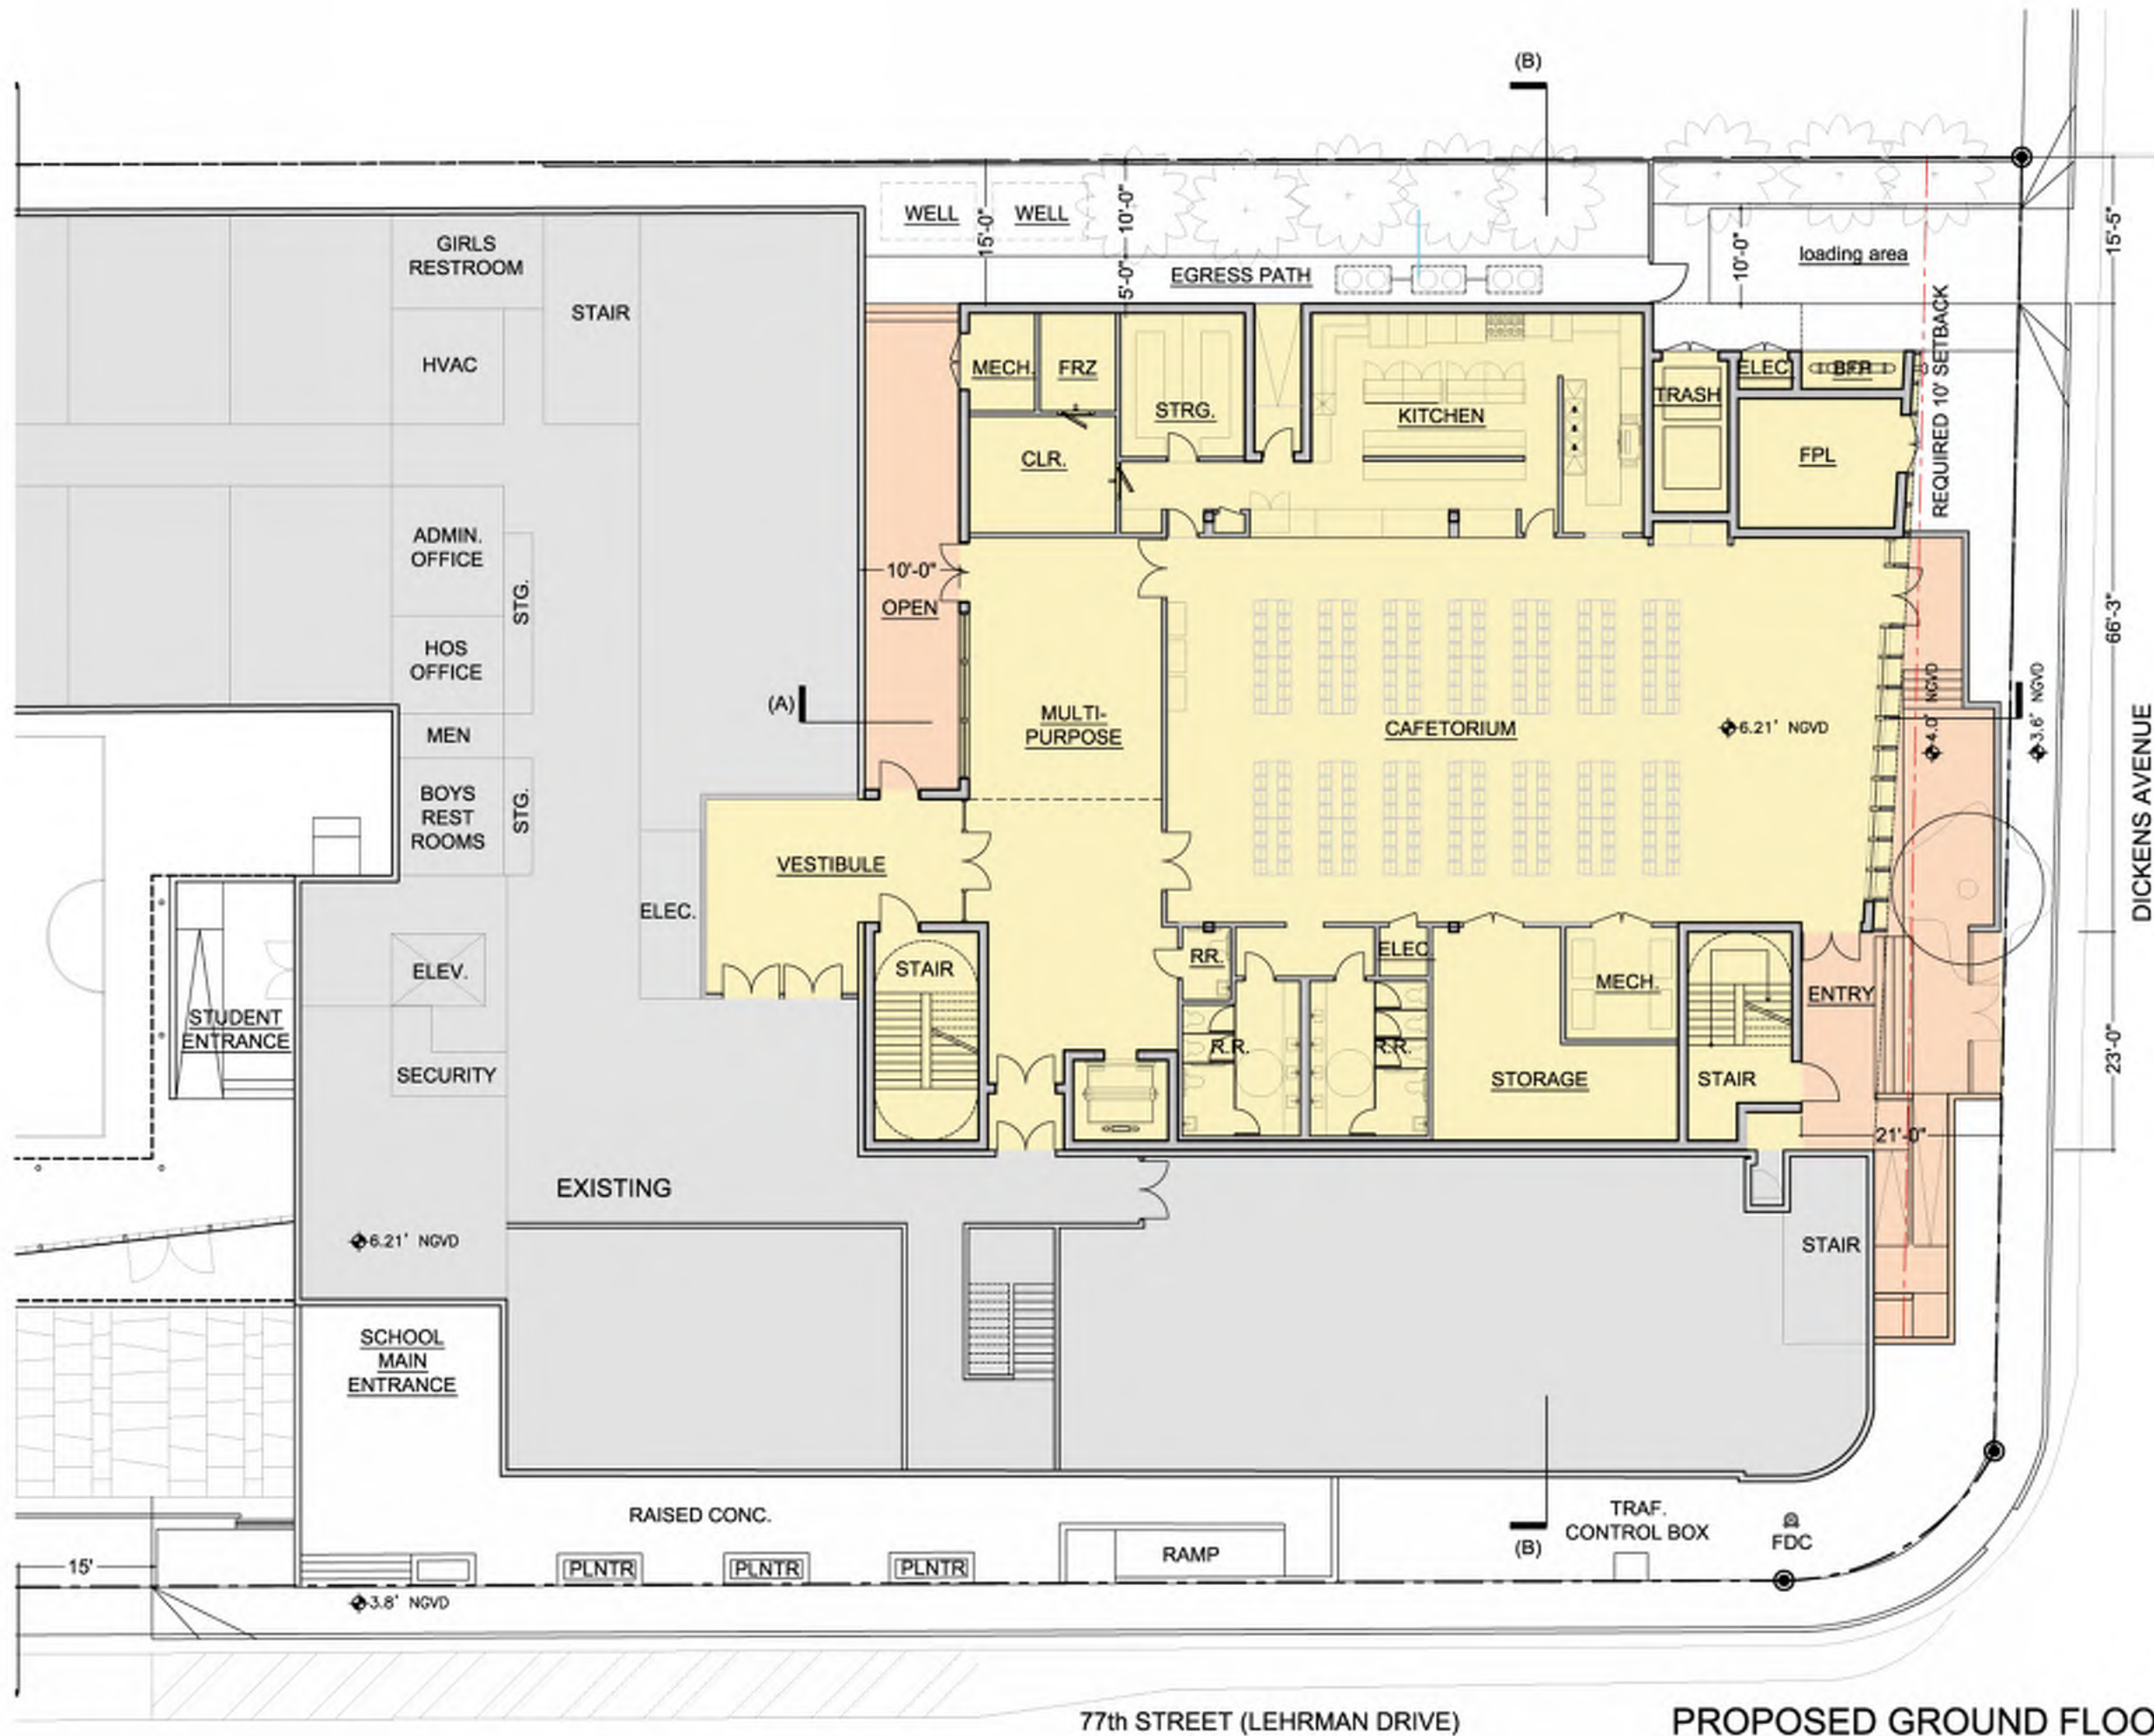 (B)
WELL
WELL
15'-0"
10'-0"
5'-0"
EGRESS PATH
10'-0"
loading area
15'-5"
REQUIRED 10' SETBACK
GIRLS
RESTROOM
STAIR
HVAC
MECH.
FRZ
STRG.
CLR.
KITCHEN
TRASH
ELEC
BFP
FPL
ADMIN.
OFFICE
STG.
HOS
OFFICE
MEN
BOYS
REST
ROOMS
STG.
10'-0"
OPEN
(A)
MULTI-
PURPOSE
CAFETORIUM
6.21' NGVD
4.0' NGVD
3.6' NGVD
66'-3"
DICKENS AVENUE
VESTIBULE
ELEC.
ELEV.
STUDENT
ENTRANCE
SECURITY
STAIR
RR.
R.R.
R.R.
ELEC
MECH.
STORAGE
STAIR
ENTRY
21'-0"
23'-0"
EXISTING
6.21' NGVD
STAIR
SCHOOL
MAIN
ENTRANCE
RAISED CONC.
PLNTR
PLNTR
PLNTR
RAMP
(B)
TRAF.
CONTROL BOX
FDC
15'
3.8' NGVD
77th STREET (LEHRMAN DRIVE)
PROPOSED GROUND FLOO